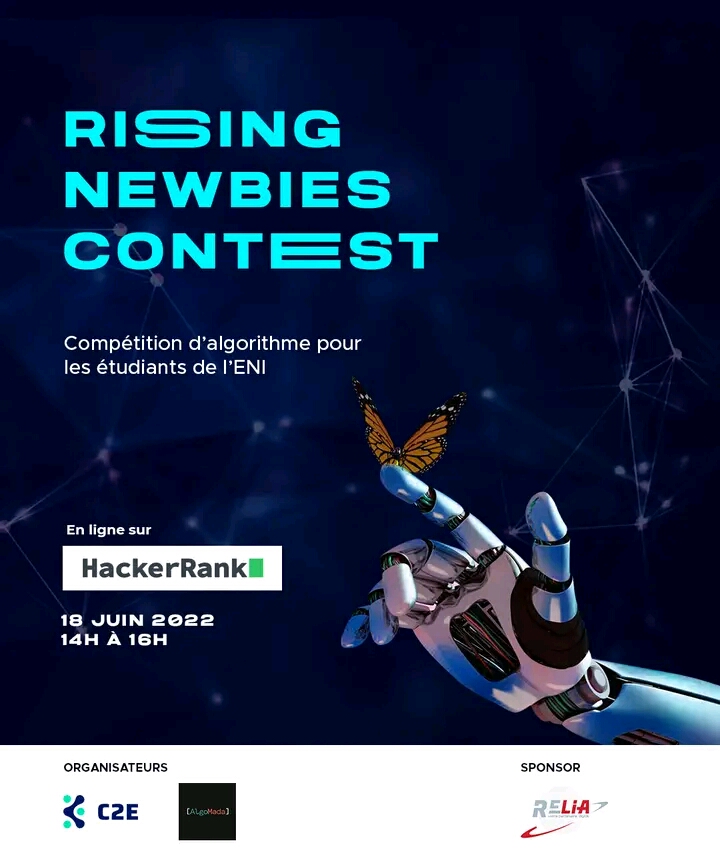 RISING
NEWBIES
CONTEST
Compétition d'algorithme pour
les étudiants de l'ENI
En ligne sur
HackerRank
18 JUIN 2022
14H À 16H
ORGANISATEURS
SPONSOR
C2E
[AlgoMada]
RELIA